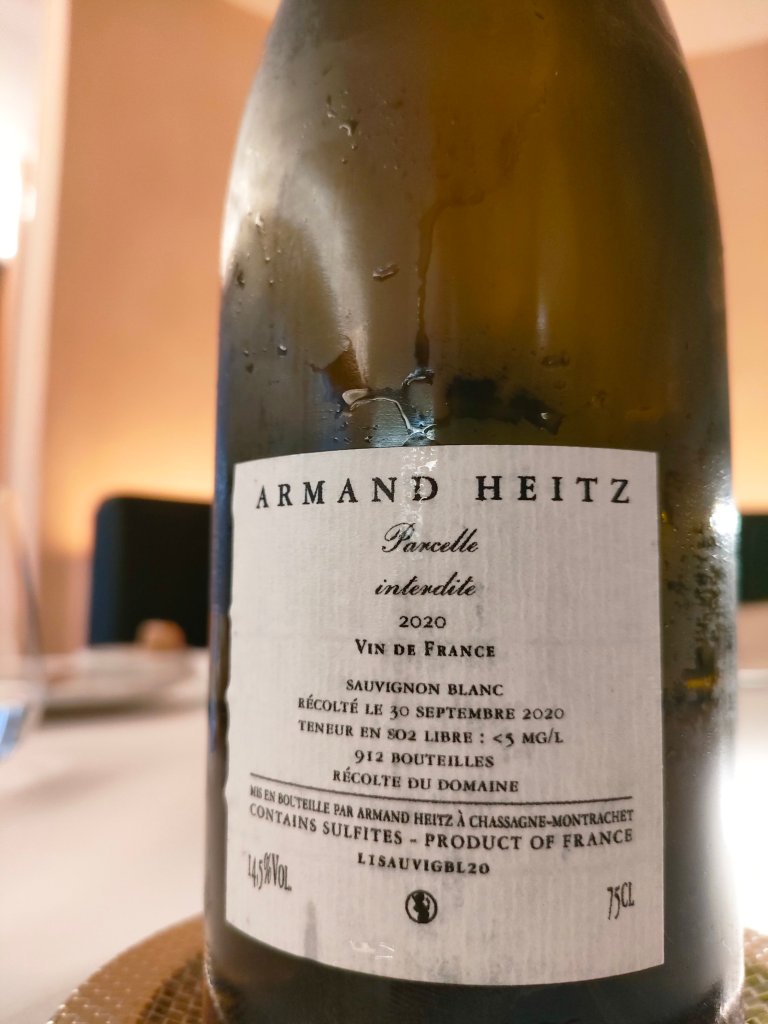 ARMAND HEITZ
Parcelle
interdite
2020
VIN DE FRANCE
SAUVIGNON BLANC
RÉCOLTÉ LE 30 SEPTEMBRE 2020
TENEUR EN SO2 LIBRE : <5 MG/L
912 BOUTEILLES
RÉCOLTE DU DOMAINE
MIS EN BOUTEILLE PAR ARMAND HEITZ À CHASSAGNE-MONTRACHET
CONTAINS SULFITES - PRODUCT OF FRANCE
L1SAUVIGBL20
14,5%VOL.
75CL